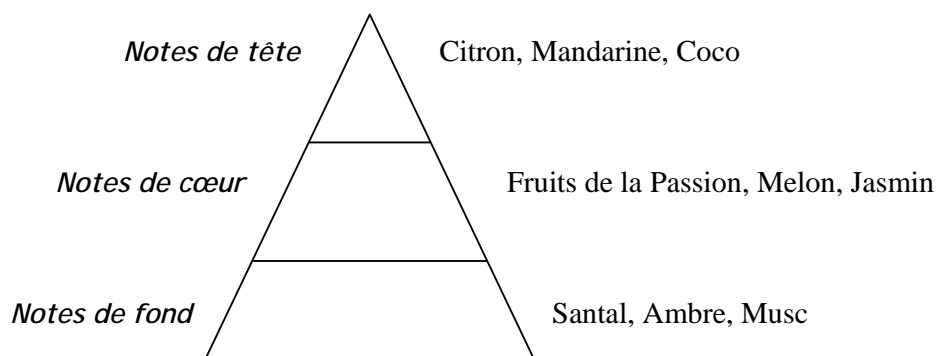 Notes de tête Citron, Mandarine, Coco
Notes de cœur Fruits de la Passion, Melon, Jasmin
Notes de fond Santal, Ambre, Musc